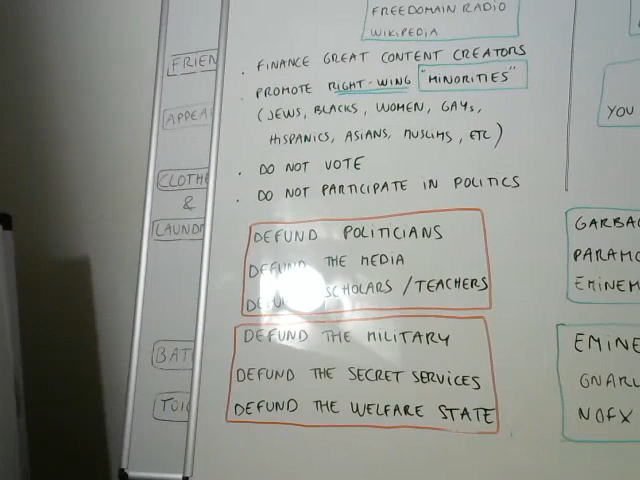 FREEDOMAIN RADIO
WIKIPEDIA
. FINANCE GREAT CONTENT CREATORS
PROMOTE RIGHT-WING "MINORITIES"
(JEWS, BLACKS, WOMEN, GAYS,
HISPANICS, ASIANS, MUSLIMS, ETC)
. DO NOT VOTE
. DO NOT PARTICIPATE IN POLITICS
DEFUND POLITICIANS
DEFUND THE MEDIA
SCHOLARS / TEACHERS
DEFUND THE MILITARY
DEFUND THE SECRET SERVICES
DEFUND THE WELFARE STATE
FRIEN
APPEA
CLOTHE
&
LAUND
BAT
YOU
GARBAG
PARAMO
EMINEM
EMINE
GNARL
NOFX